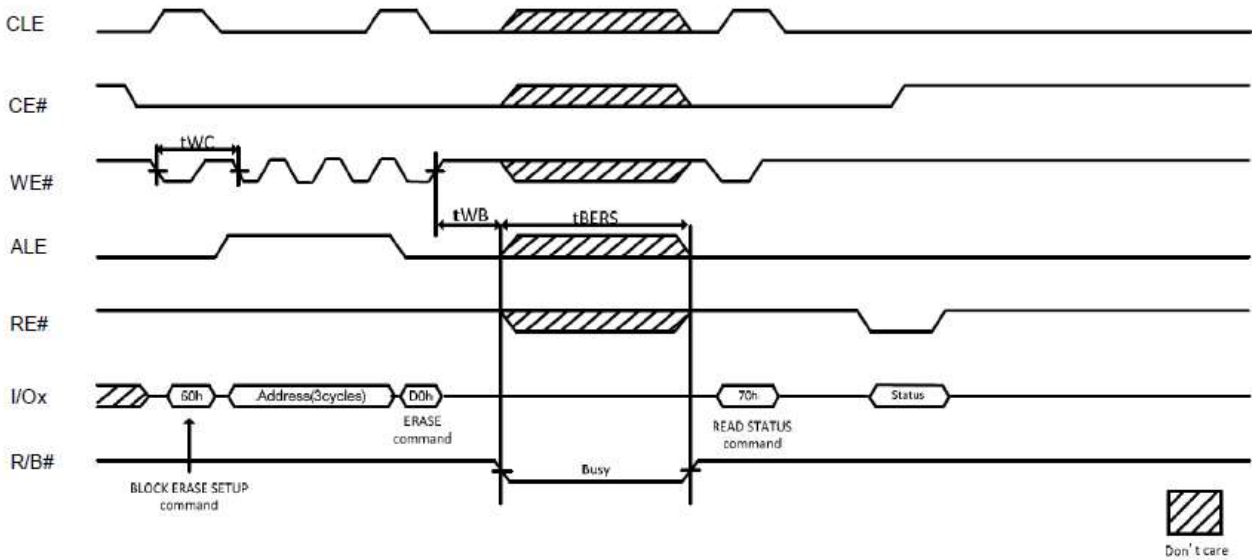 CLE
CE#
tWC
WE#
tWB
tBERS
ALE
RE#
I/Ox
60h
Address(3cycles)
D0h
70h
Status
ERASE
command
READ STATUS
command
R/B#
Busy
BLOCK ERASE SETUP
command
Don't care